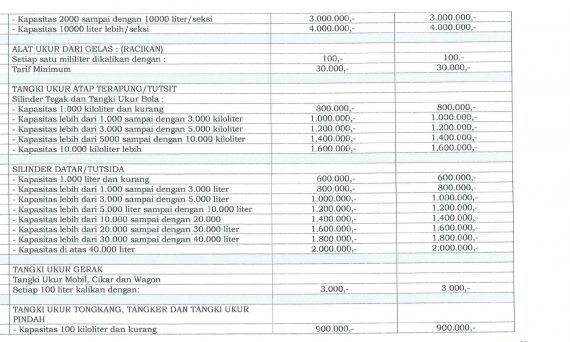 - Kapasitas 2000 sampai dengan 10000 liter/seksi 3.000.000,- 3.000.000,-
- Kapasitas 10000 liter lebih/seksi 4.000.000,- 4.000.000,-
ALAT UKUR DARI GELAS : (RACIKAN)
Setiap satu mililiter dikalikan dengan : 100,- 100.-
Tarif Minimum 30.000,- 30.000,-
TANGKI UKUR ATAP TERAPUNG/TUTSIT
Silinder Tegak dan Tangki Ukur Bola :
- Kapasitas 1.000 kiloliter dan kurang 800.000,- 800.000,-
- Kapasitas lebih dari 1.000 sampai dengan 3.000 kiloliter 1.000.000,- 1.000.000,-
- Kapasitas lebih dari 3.000 sampai dengan 5.000 kiloliter 1.200.000,- 1.200.000,-
- Kapasitas lebih dari 5000 sampai dengan 10.000 kiloliter 1.400.000,- 1.400.000,-
- Kapasitas 10.000 kiloliter lebih 1.600.000,- 1.600.000,-
SILINDER DATAR/TUTSIDA
- Kapasitas 1.000 liter dan kurang 600.000,- 600.000,-
- Kapasitas lebih dari 1.000 sampai dengan 3.000 liter 800.000,- 800.000,-
- Kapasitas lebih dari 3.000 sampai dengan 5.000 liter 1.000.000,- 1.000.000,-
- Kapasitas lebih dari 5.000 liter sampai dengan 10.000 liter 1.200.000,- 1.200.000,-
- Kapasitas lebih dari 10.000 sampai dengan 20.000 1.400.000,- 1.400.000,-
- Kapasitas lebih dari 20.000 sampai dengan 30.000 liter 1.600.000,- 1.600.000,-
- Kapasitas lebih dari 30.000 sampai dengan 40.000 liter 1.800.000,- 1.800.000,-
- Kapasitas di atas 40.000 liter 2.000.000,- 2.000.000,-
TANGKI UKUR GERAK
Tangki Ukur Mobil, Cikar dan Wagon
Setiap 100 liter kalikan dengan: 3.000,- 3.000,-
TANGKI UKUR TONGKANG, TANGKER DAN TANGKI UKUR
PINDAH
- Kapasitas 100 kiloliter dan kurang 900.000,- 900.000,-